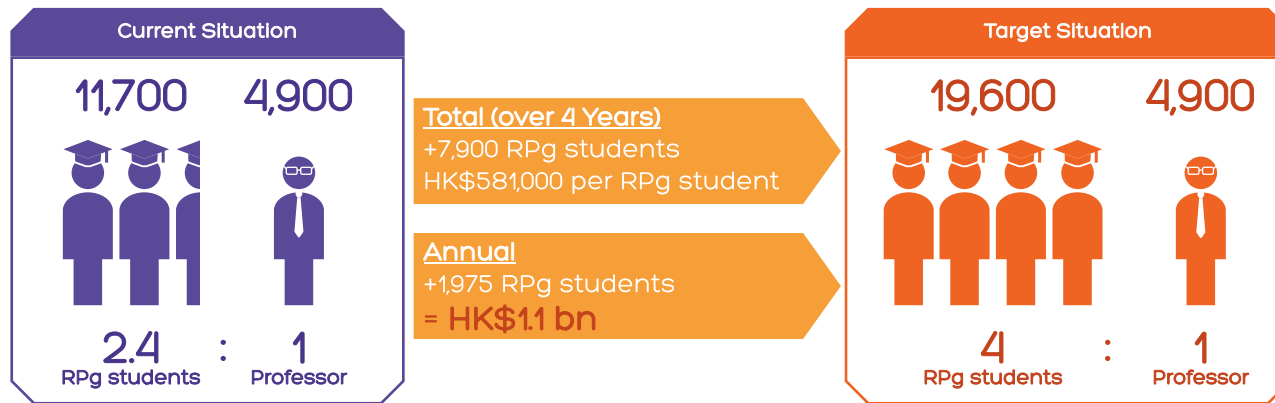 Current Situation
11,700 4,900
2.4 : 1
RPg students Professor
Total (over 4 Years)
+7,900 RPg students
HK$581,000 per RPg student
Annual
+1,975 RPg students
= HK$1.1 bn
Target Situation
19,600 4,900
4 : 1
RPg students Professor